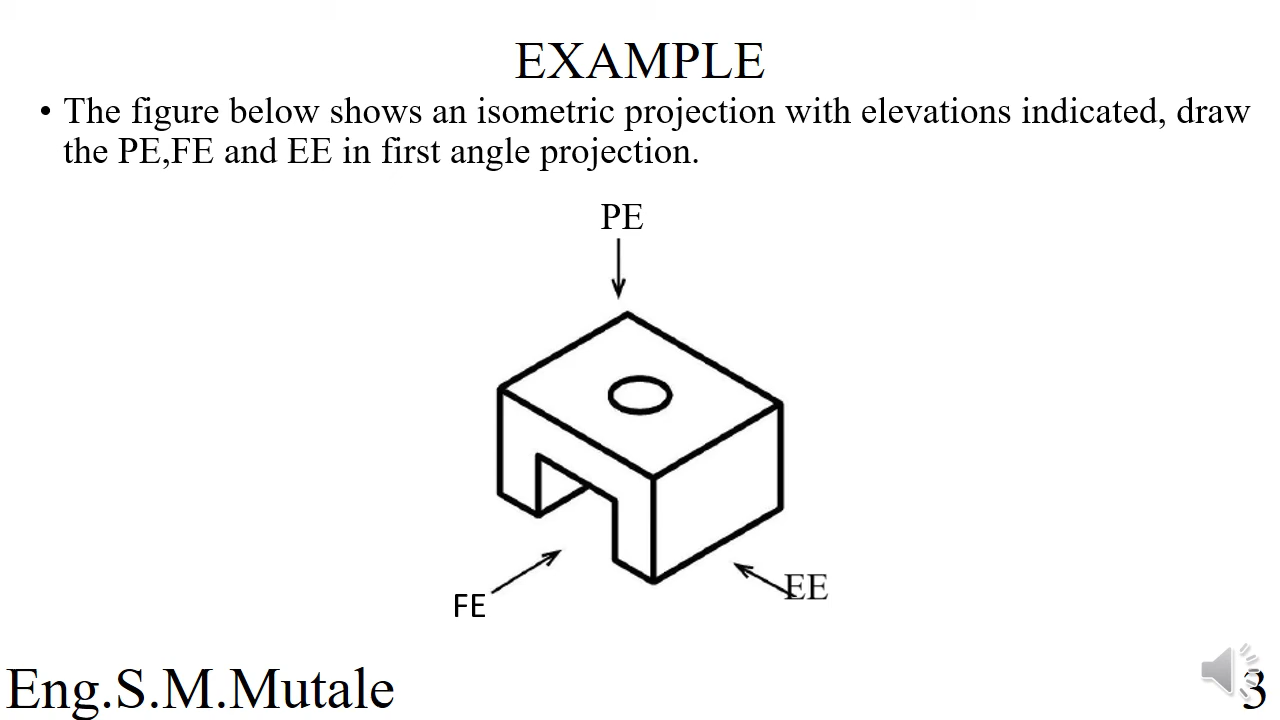 EXAMPLE
• The figure below shows an isometric projection with elevations indicated, draw
the PE,FE and EE in first angle projection.
PE
FE
EE
Eng.S.M.Mutale
3